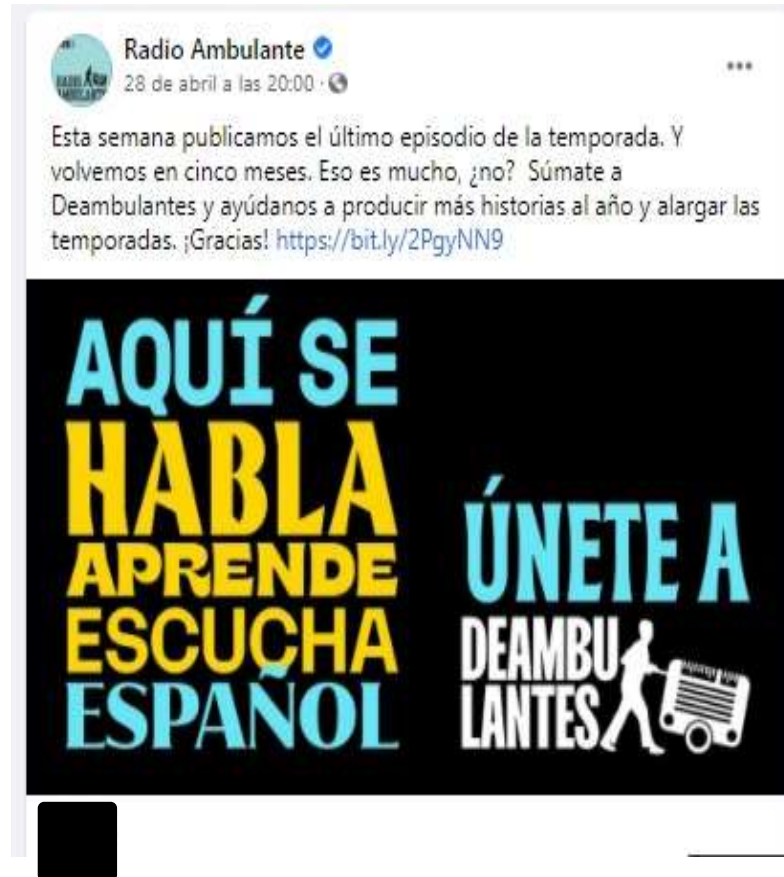 Radio Ambulante
28 de abril a las 20:00 ·
Esta semana publicamos el último episodio de la temporada. Y
volvemos en cinco meses. Eso es mucho, ¿no? Súmate a
Deambulantes y ayúdanos a producir más historias al año y alargar las
temporadas. ¡Gracias! https://bit.ly/2PgyNN9
AQUÍ SE
HABLA
APRENDE
ESCUCHA
ESPAÑOL
ÚNETE A
DEAMBU
LANTES